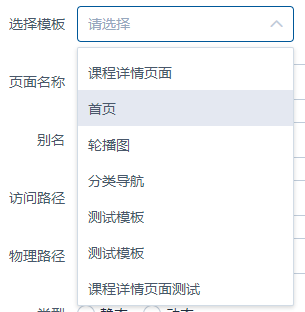 选择模板 请选择
课程详情页面
页面名称
首页
别名
轮播图
分类导航
访问路径
测试模板
物理路径
测试模板
课程详情页面测试